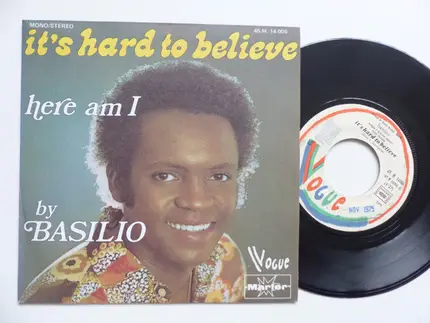 MONO/STEREO
45.M. 14 006
it's hard to believe
here am I
by
BASILIO
VOGUE
Marfer
it's hard to believe
VOGUE
NOV 1975